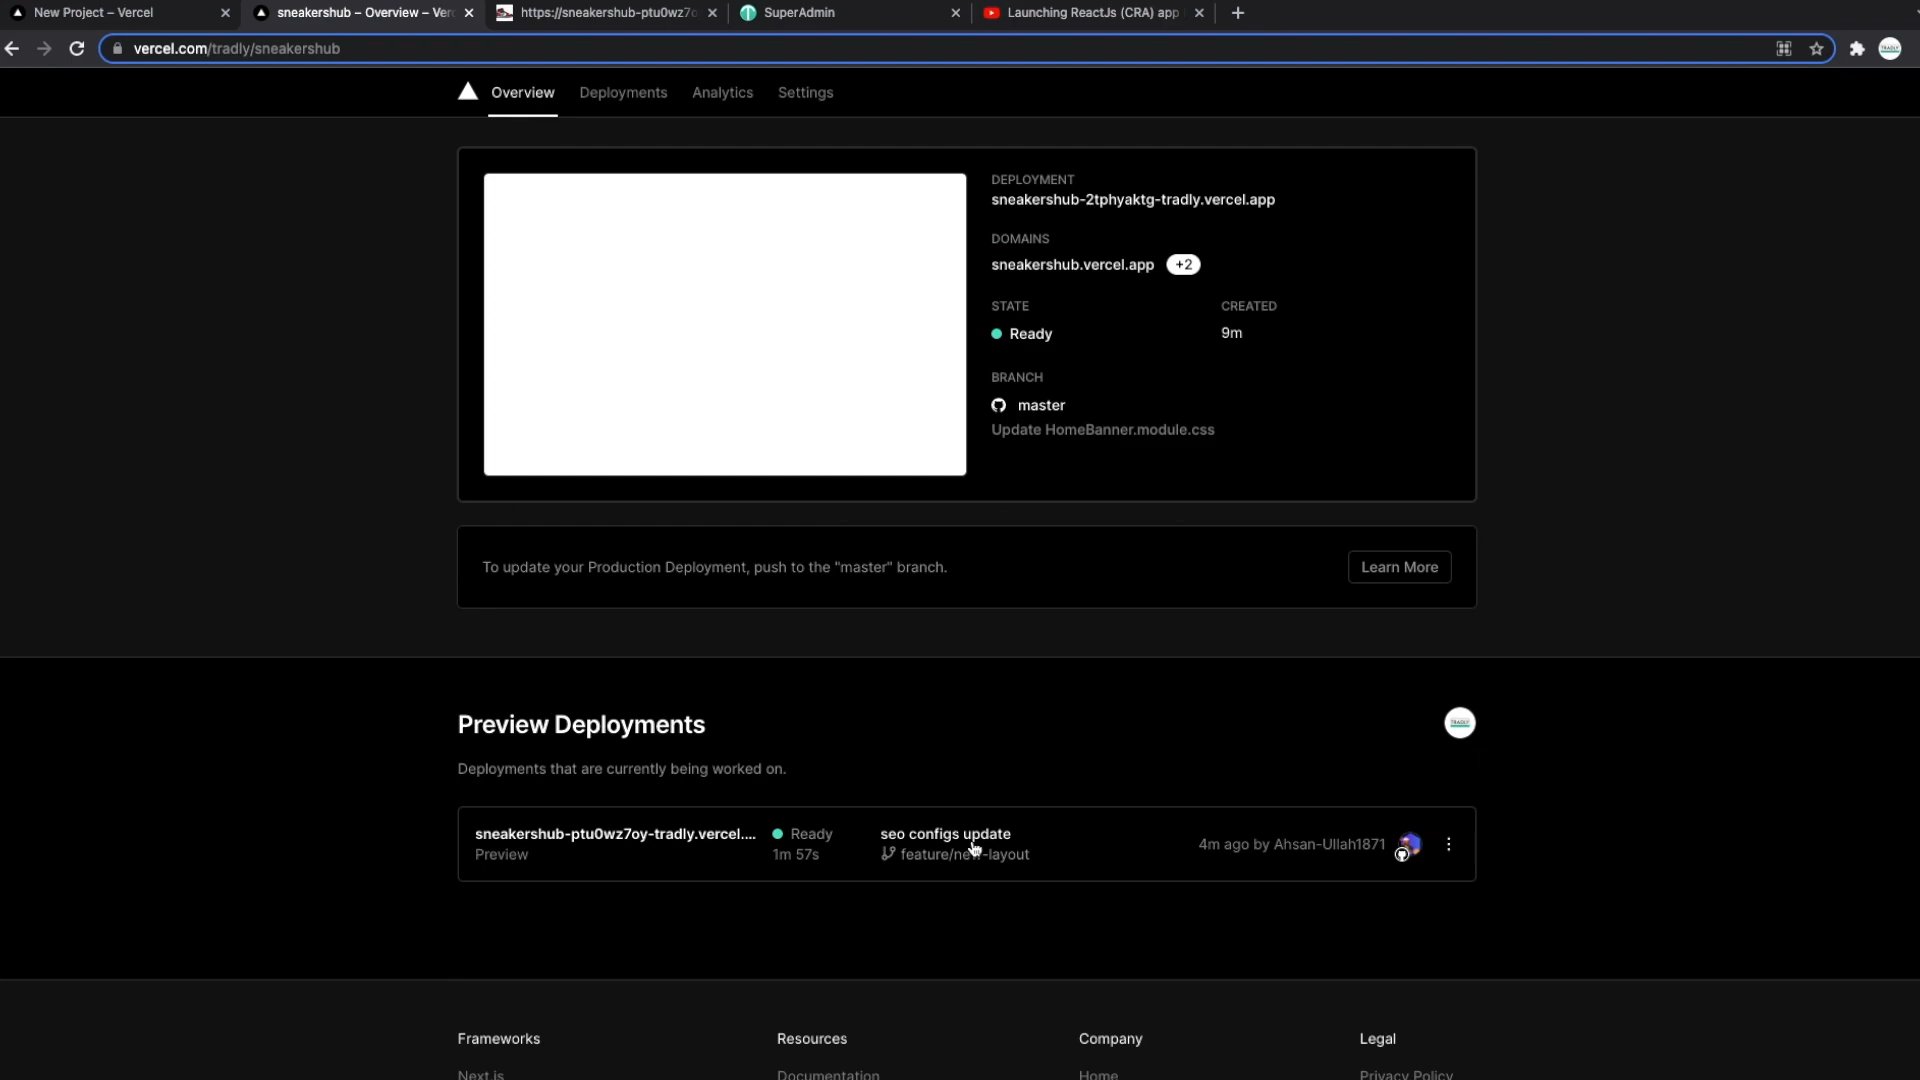 New Project – Vercel
sneakershub – Overview – Ver
https://sneakershub-ptu0wz7o
SuperAdmin
Launching ReactJs (CRA) app
vercel.com/tradly/sneakershub
TRADLY
Overview Deployments Analytics Settings
DEPLOYMENT
sneakershub-2tphyaktg-tradly.vercel.app
DOMAINS
sneakershub.vercel.app +2
STATE CREATED
Ready 9m
BRANCH
master
Update HomeBanner.module.css
To update your Production Deployment, push to the "master" branch. Learn More
Preview Deployments
TRADLY
Deployments that are currently being worked on.
sneakershub-ptu0wz7oy-tradly.vercel.... Ready seo configs update
Preview 1m 57s feature/new-layout
4m ago by Ahsan-Ullah1871
Frameworks Resources Company Legal
Next.js Documentation Home Privacy Policy